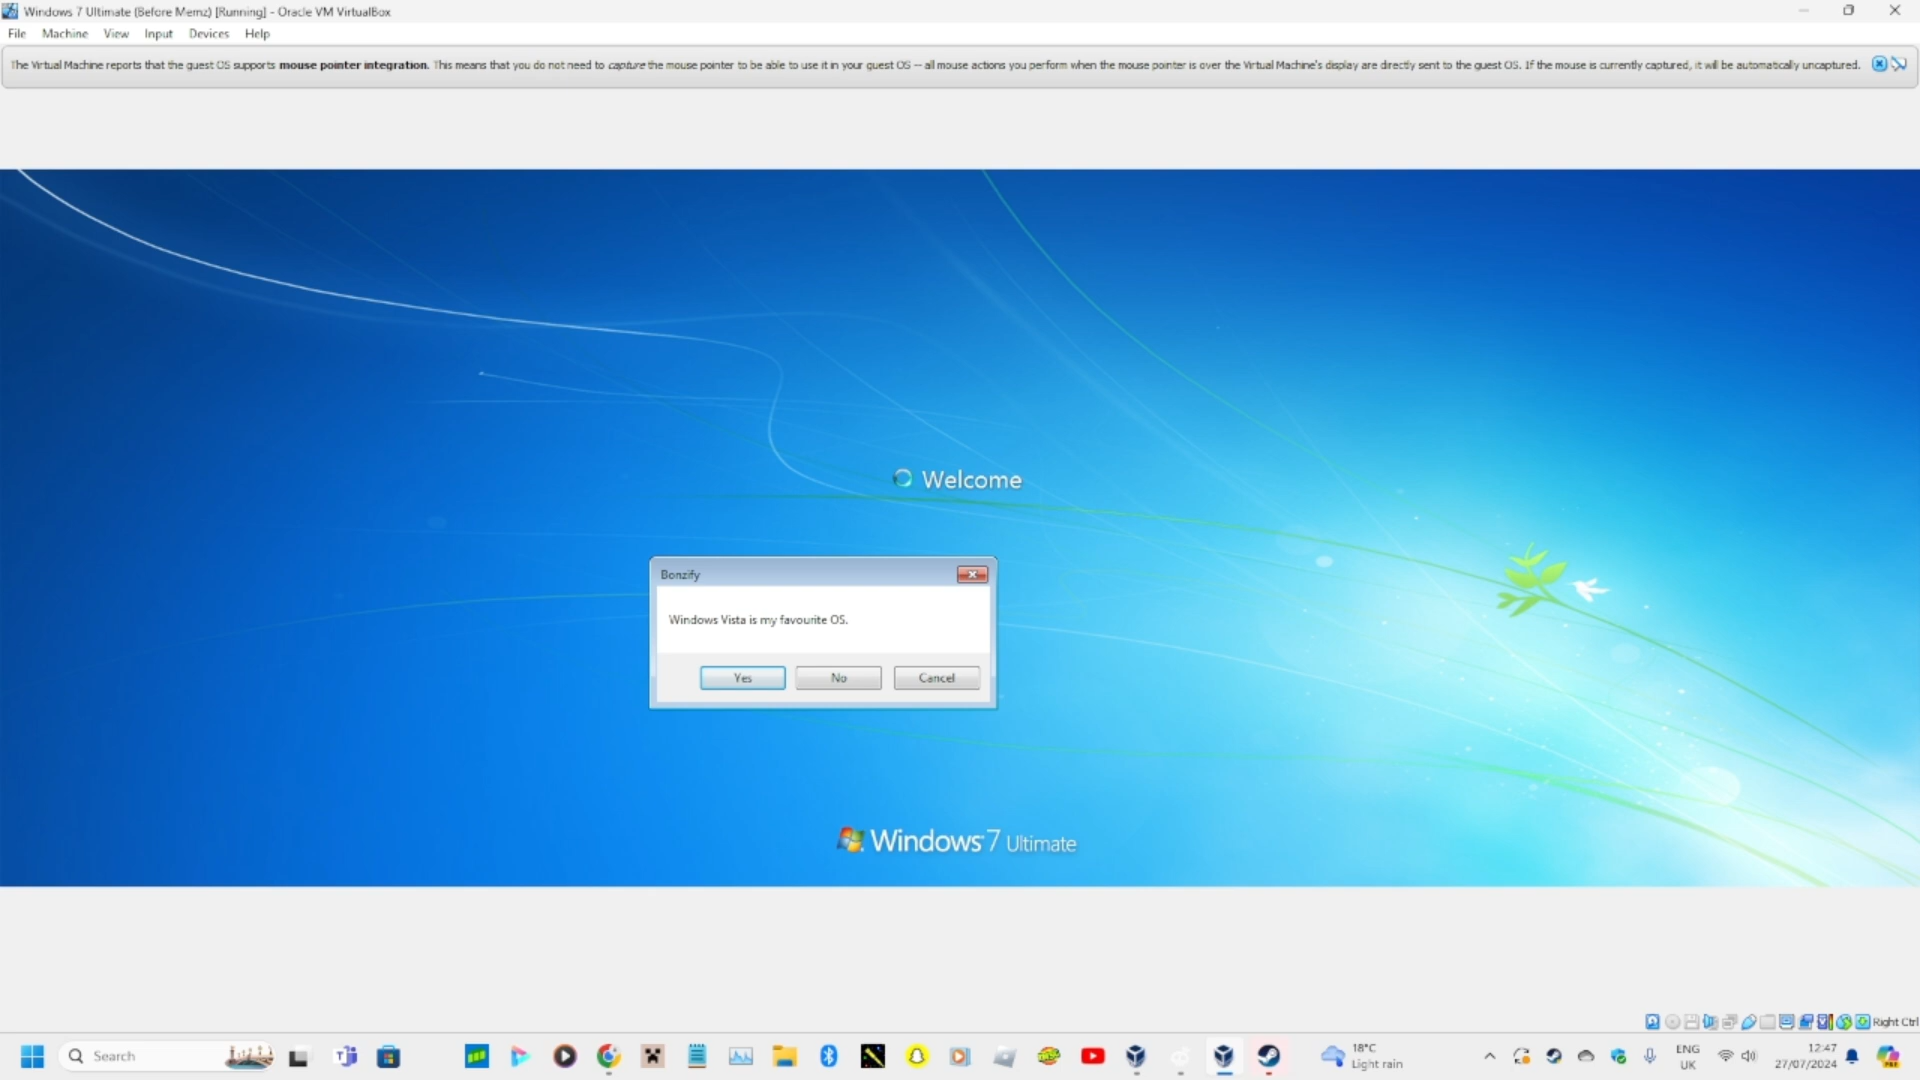 Windows 7 Ultimate (Before Memz) [Running] - Oracle VM VirtualBox
File Machine View Input Devices Help
The Virtual Machine reports that the guest OS supports mouse pointer integration. This means that you do not need to capture the mouse pointer to be able to use it in your guest OS -- all mouse actions you perform when the mouse pointer is over the Virtual Machine's display are directly sent to the guest OS. If the mouse is currently captured, it will be automatically uncaptured.
Welcome
Bonzify
Windows Vista is my favourite OS.
Yes No Cancel
Windows 7 Ultimate
Right Ctrl
Search
18°C
Light rain
ENG
UK
12:47
27/07/2024